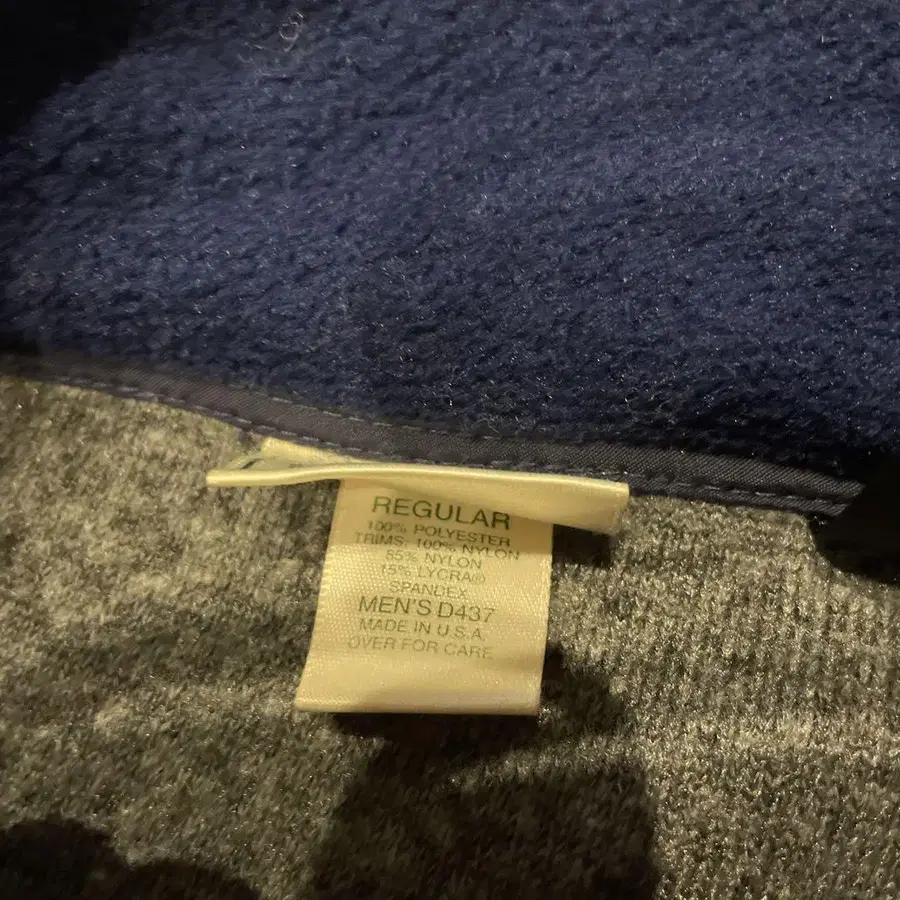 REGULAR
100% POLYESTER
TRIMS: 100% NYLON
85% NYLON
15% LYCRA®
SPANDEX
MEN'S D437
MADE IN U.S.A.
OVER FOR CARE